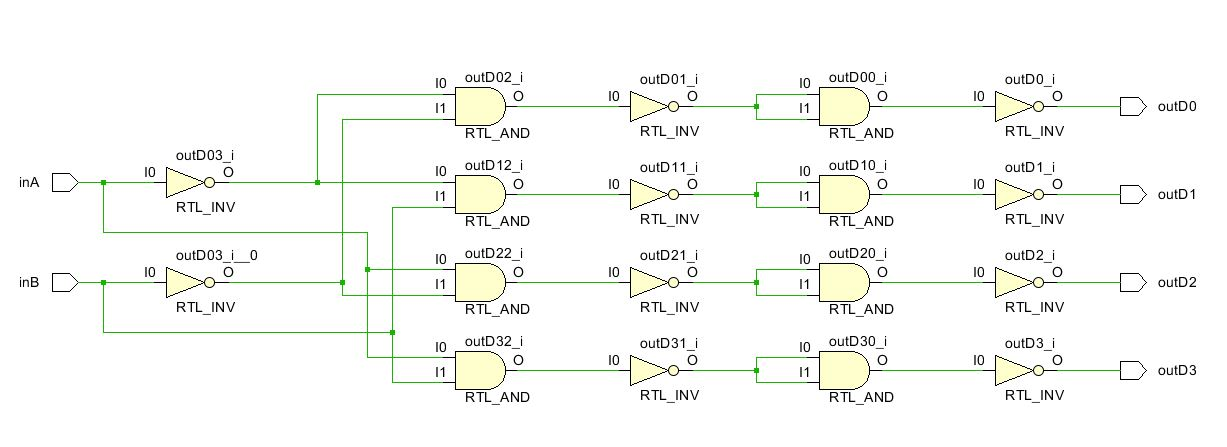 outD02_i
I0 O
I1
RTL_AND
outD01_i
I0 O
RTL_INV
outD00_i
I0 O
I1
RTL_AND
outD0_i
I0 O
RTL_INV
outD0
inA
outD03_i
I0 O
RTL_INV
outD12_i
I0 O
I1
RTL_AND
outD11_i
I0 O
RTL_INV
outD10_i
I0 O
I1
RTL_AND
outD1_i
I0 O
RTL_INV
outD1
inB
outD03_i__0
I0 O
RTL_INV
outD22_i
I0 O
I1
RTL_AND
outD21_i
I0 O
RTL_INV
outD20_i
I0 O
I1
RTL_AND
outD2_i
I0 O
RTL_INV
outD2
outD32_i
I0 O
I1
RTL_AND
outD31_i
I0 O
RTL_INV
outD30_i
I0 O
I1
RTL_AND
outD3_i
I0 O
RTL_INV
outD3